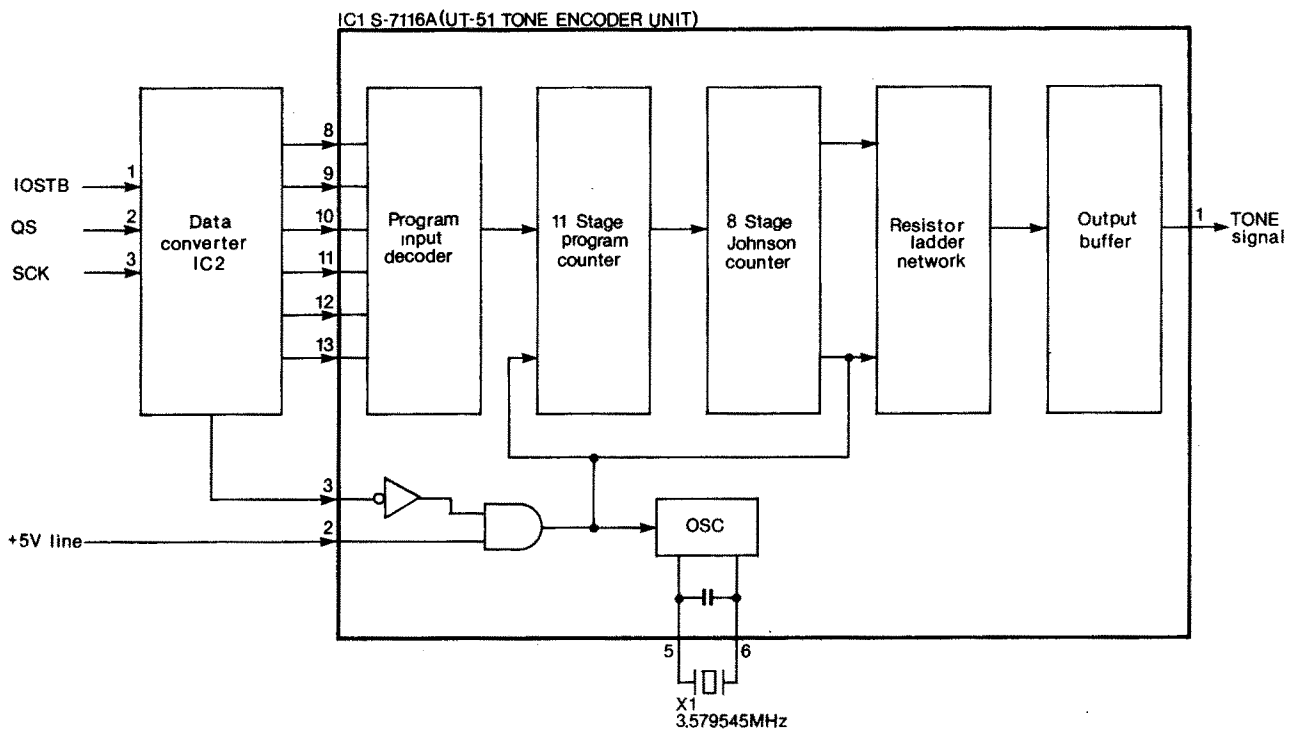 IC1 S-7116A(UT-51 TONE ENCODER UNIT)
IOSTB
QS
SCK
1
2
3
Data
converter
IC2
8
9
10
11
12
13
Program
input
decoder
11 Stage
program
counter
8 Stage
Johnson
counter
Resistor
ladder
network
Output
buffer
1
TONE
signal
3
2
+5V line
OSC
5
6
X1
3.579545MHz